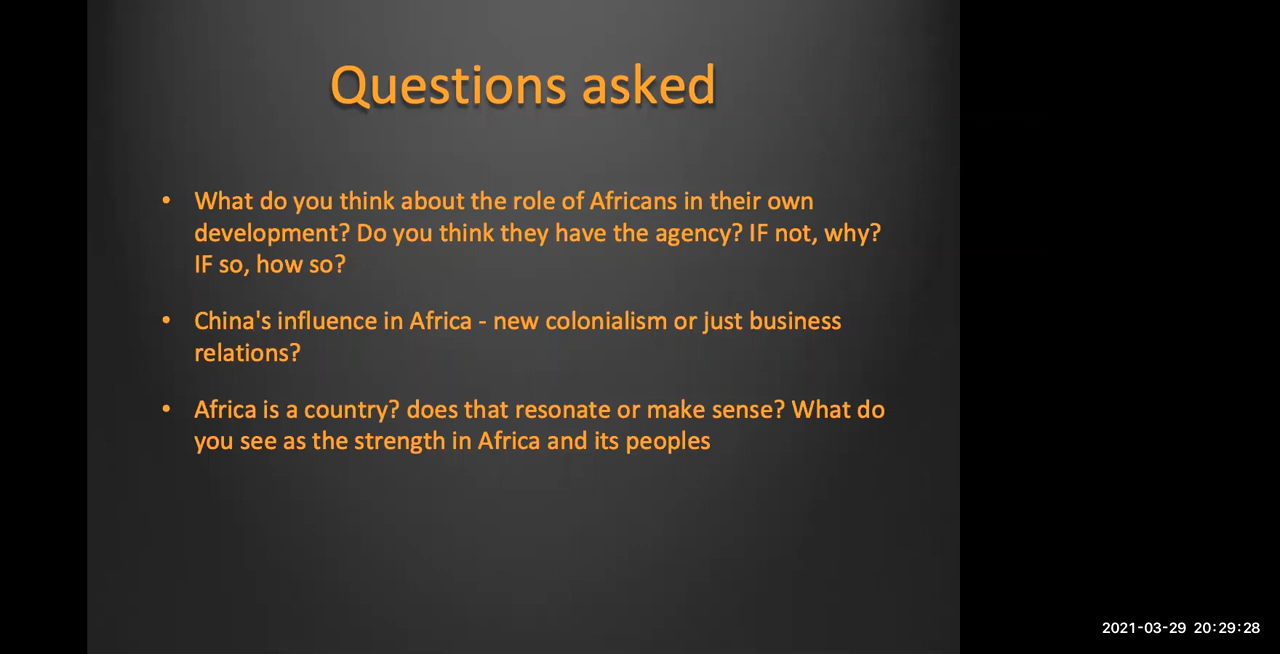 Questions asked
• What do you think about the role of Africans in their own
development? Do you think they have the agency? IF not, why?
IF so, how so?
• China's influence in Africa - new colonialism or just business
relations?
• Africa is a country? does that resonate or make sense? What do
you see as the strength in Africa and its peoples
2021-03-29 20:29:28